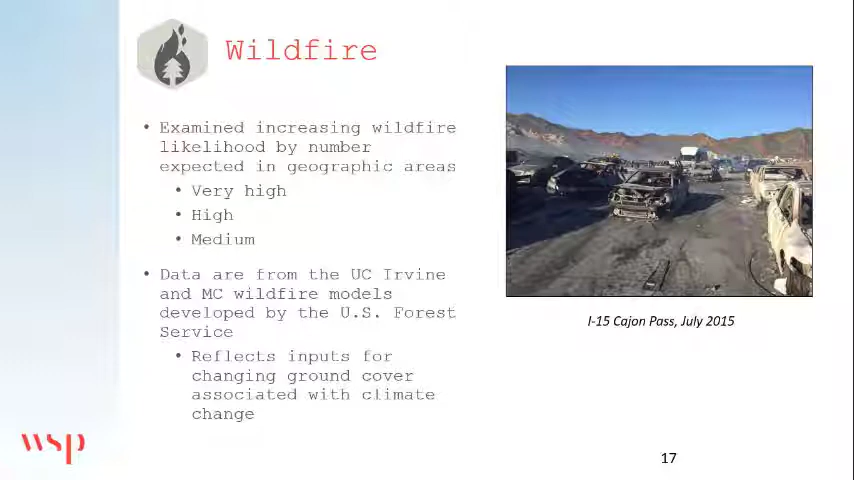 Wildfire
• Examined increasing wildfire
likelihood by number
expected in geographic areas
• Very high
• High
• Medium
• Data are from the UC Irvine
and MC wildfire models
developed by the U.S. Forest
Service
• Reflects inputs for
changing ground cover
associated with climate
change
I-15 Cajon Pass, July 2015
wsp
17